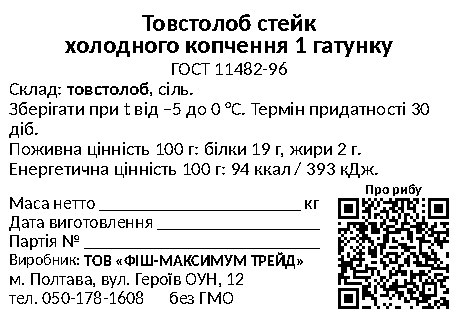 Товстолоб стейк
холодного копчення 1 гатунку
ГОСТ 11482-96
Склад: товстолоб, сіль.
Зберігати при t від –5 до 0 °С. Термін придатності 30
діб.
Поживна цінність 100 г: білки 19 г, жири 2 г.
Енергетична цінність 100 г: 94 ккал / 393 кДж.
Про рибу
Маса нетто ________________________ кг
Дата виготовлення ____________________
Партія № ____________________________
Виробник: ТОВ «ФІШ-МАКСИМУМ ТРЕЙД»
м. Полтава, вул. Героїв ОУН, 12
тел. 050-178-1608 без ГМО